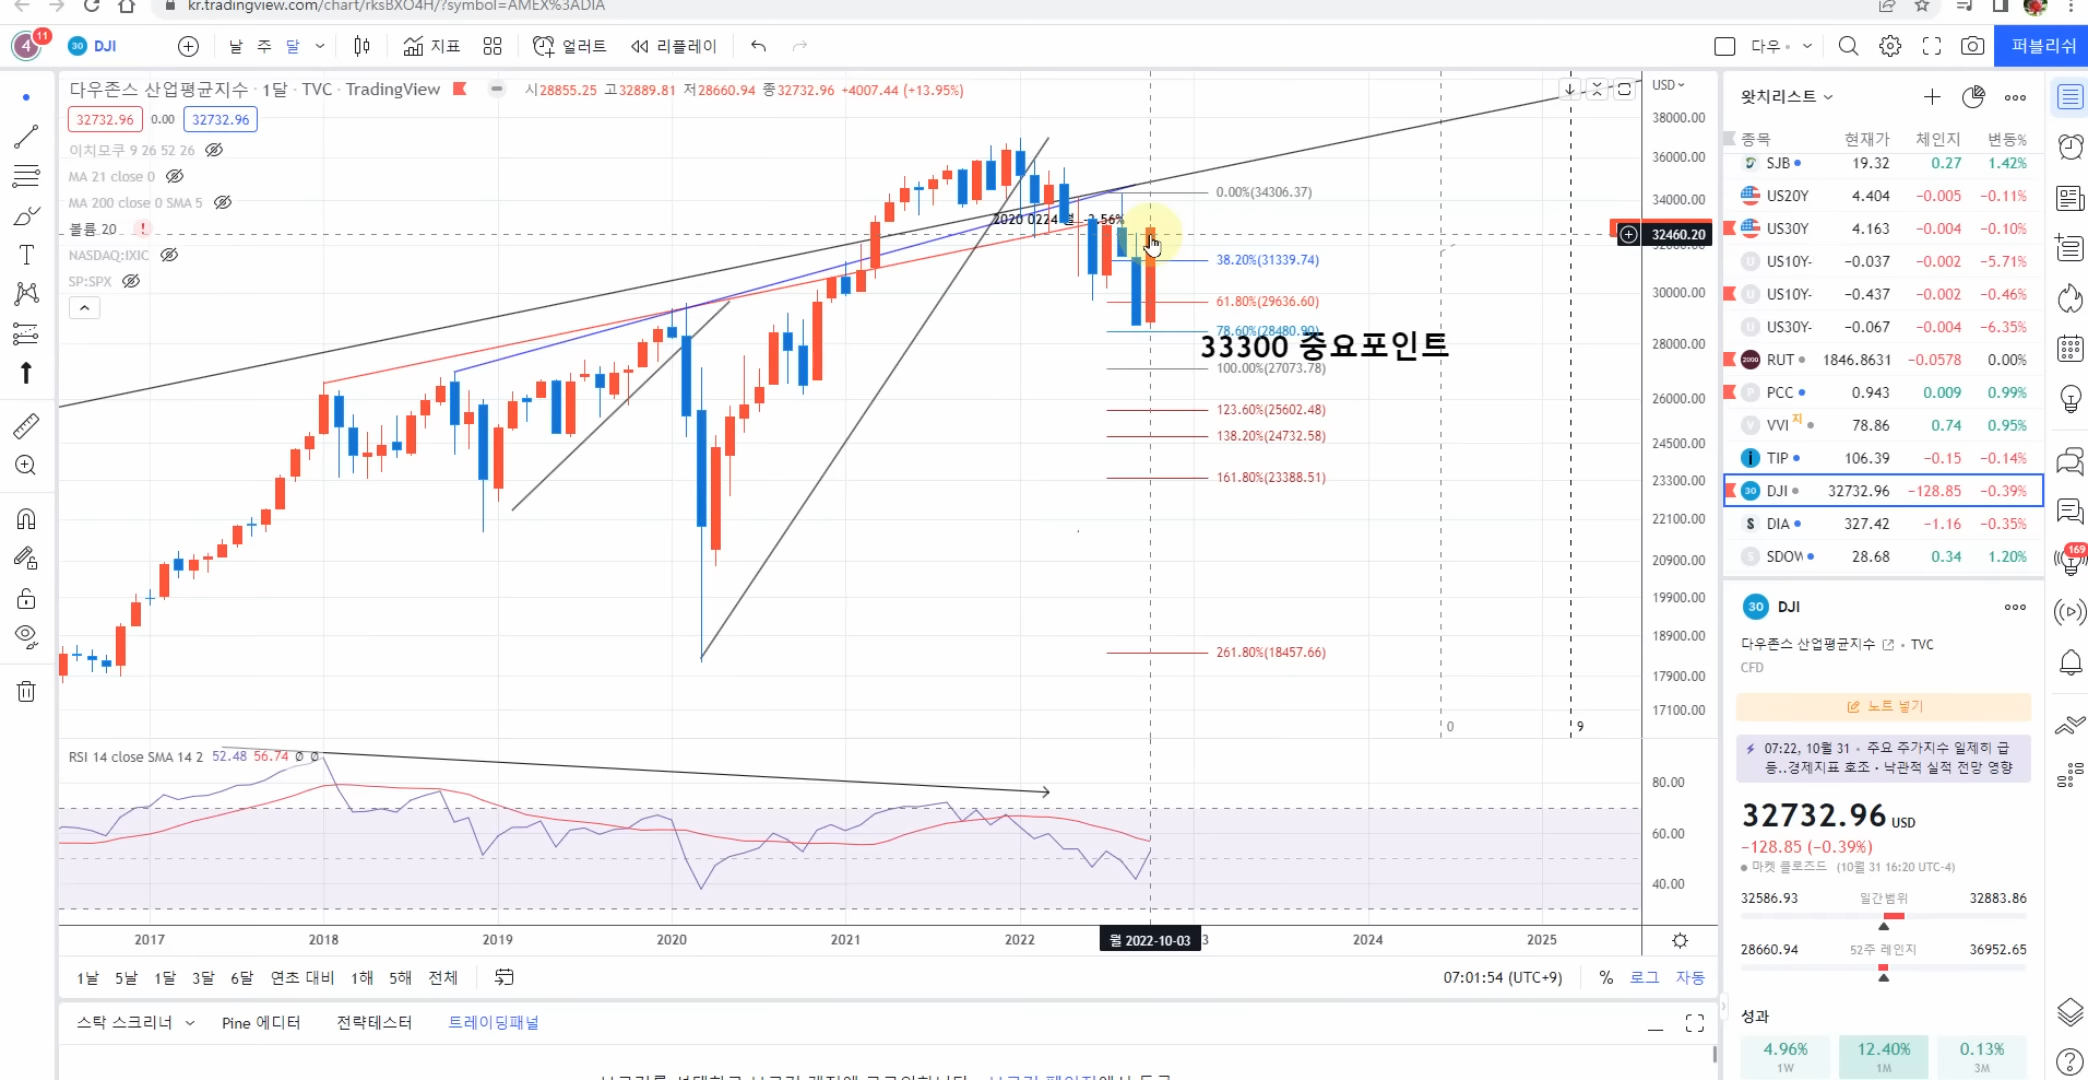 kr.tradingview.com/chart/rksBXO4H/?symbol=AMEX%3ADIA
4 11 30 DJI 날 주 달 지표 얼러트 리플레이 다우 퍼블리쉬
다우존스 산업평균지수 · 1달 · TVC · TradingView 시28855.25 고32889.81 저28660.94 종32732.96 +4007.44 (+13.95%)
32732.96 0.00 32732.96
이치모쿠 9 26 52 26
MA 21 close 0
MA 200 close 0 SMA 5
볼륨 20 !
NASDAQ:IXIC
SP:SPX
USD
38000.00
36000.00
34000.00
32460.20
30000.00
28000.00
26000.00
24500.00
23300.00
22100.00
20900.00
19900.00
18900.00
17900.00
17100.00
0.00%(34306.37)
2020 0224 -3.56%
38.20%(31339.74)
61.80%(29636.60)
78.60%(28480.90)
33300 중요포인트
100.00%(27073.78)
123.60%(25602.48)
138.20%(24732.58)
161.80%(23388.51)
261.80%(18457.66)
0 9
RSI 14 close SMA 14 2 52.48 56.74 Ø Ø
80.00
60.00
40.00
2017 2018 2019 2020 2021 2022 월 2022-10-03 3 2024 2025
1날 5날 1달 3달 6달 연초 대비 1해 5해 전체 07:01:54 (UTC+9) % 로그 자동
스탁 스크리너 Pine 에디터 전략테스터 트레이딩패널
왓치리스트
종목 현재가 체인지 변동%
SJB 19.32 0.27 1.42%
US20Y 4.404 −0.005 −0.11%
US30Y 4.163 −0.004 −0.10%
US10Y- −0.037 −0.002 −5.71%
US10Y- −0.437 −0.002 −0.46%
US30Y- −0.067 −0.004 −6.35%
RUT 1846.8631 −0.0578 0.00%
PCC 0.943 0.009 0.99%
VVI 지 78.86 0.74 0.95%
TIP 106.39 −0.15 −0.14%
30 DJI 32732.96 −128.85 −0.39%
DIA 327.42 −1.16 −0.35%
SDOW 28.68 0.34 1.20%
169
30 DJI
다우존스 산업평균지수 • TVC
CFD
노트 넣기
07:22, 10월 31 • 주요 주가지수 일제히 급
등..경제지표 호조・낙관적 실적 전망 영향
32732.96 USD
−128.85 (−0.39%)
마켓 클로즈드 (10월 31 16:20 UTC-4)
32586.93 일간범위 32883.86
28660.94 52주 레인지 36952.65
성과
4.96% 12.40% 0.13%
1W 1M 3M